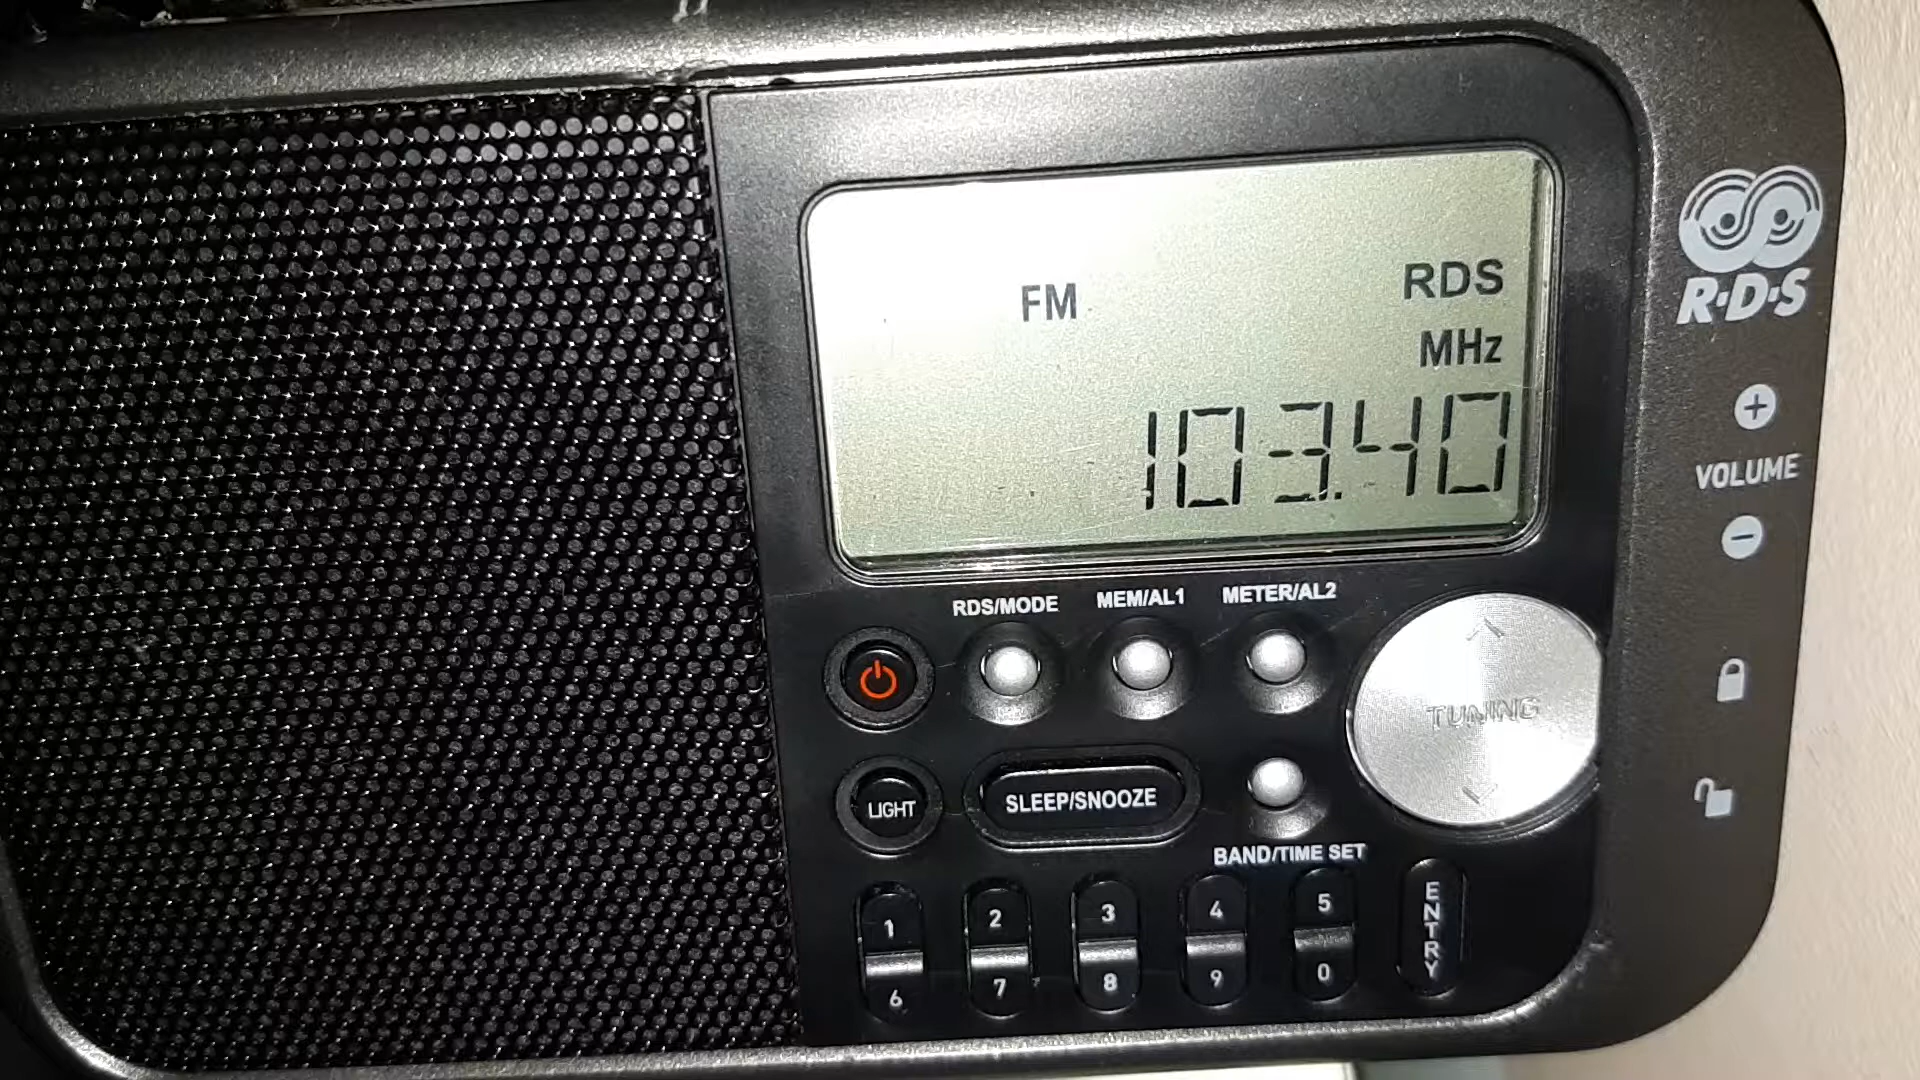 FM
RDS
MHz
103.40
R·D·S
VOLUME
RDS/MODE
MEM/AL1
METER/AL2
TUNING
LIGHT
SLEEP/SNOOZE
BAND/TIME SET
1
2
3
4
5
6
7
8
9
0
ENTRY